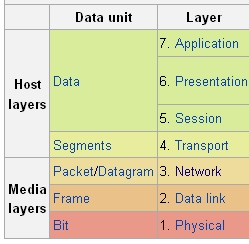 Data unit Layer
Host layers
Data
7. Application
6. Presentation
5. Session
Segments 4. Transport
Media layers
Packet/Datagram 3. Network
Frame 2. Data link
Bit 1. Physical